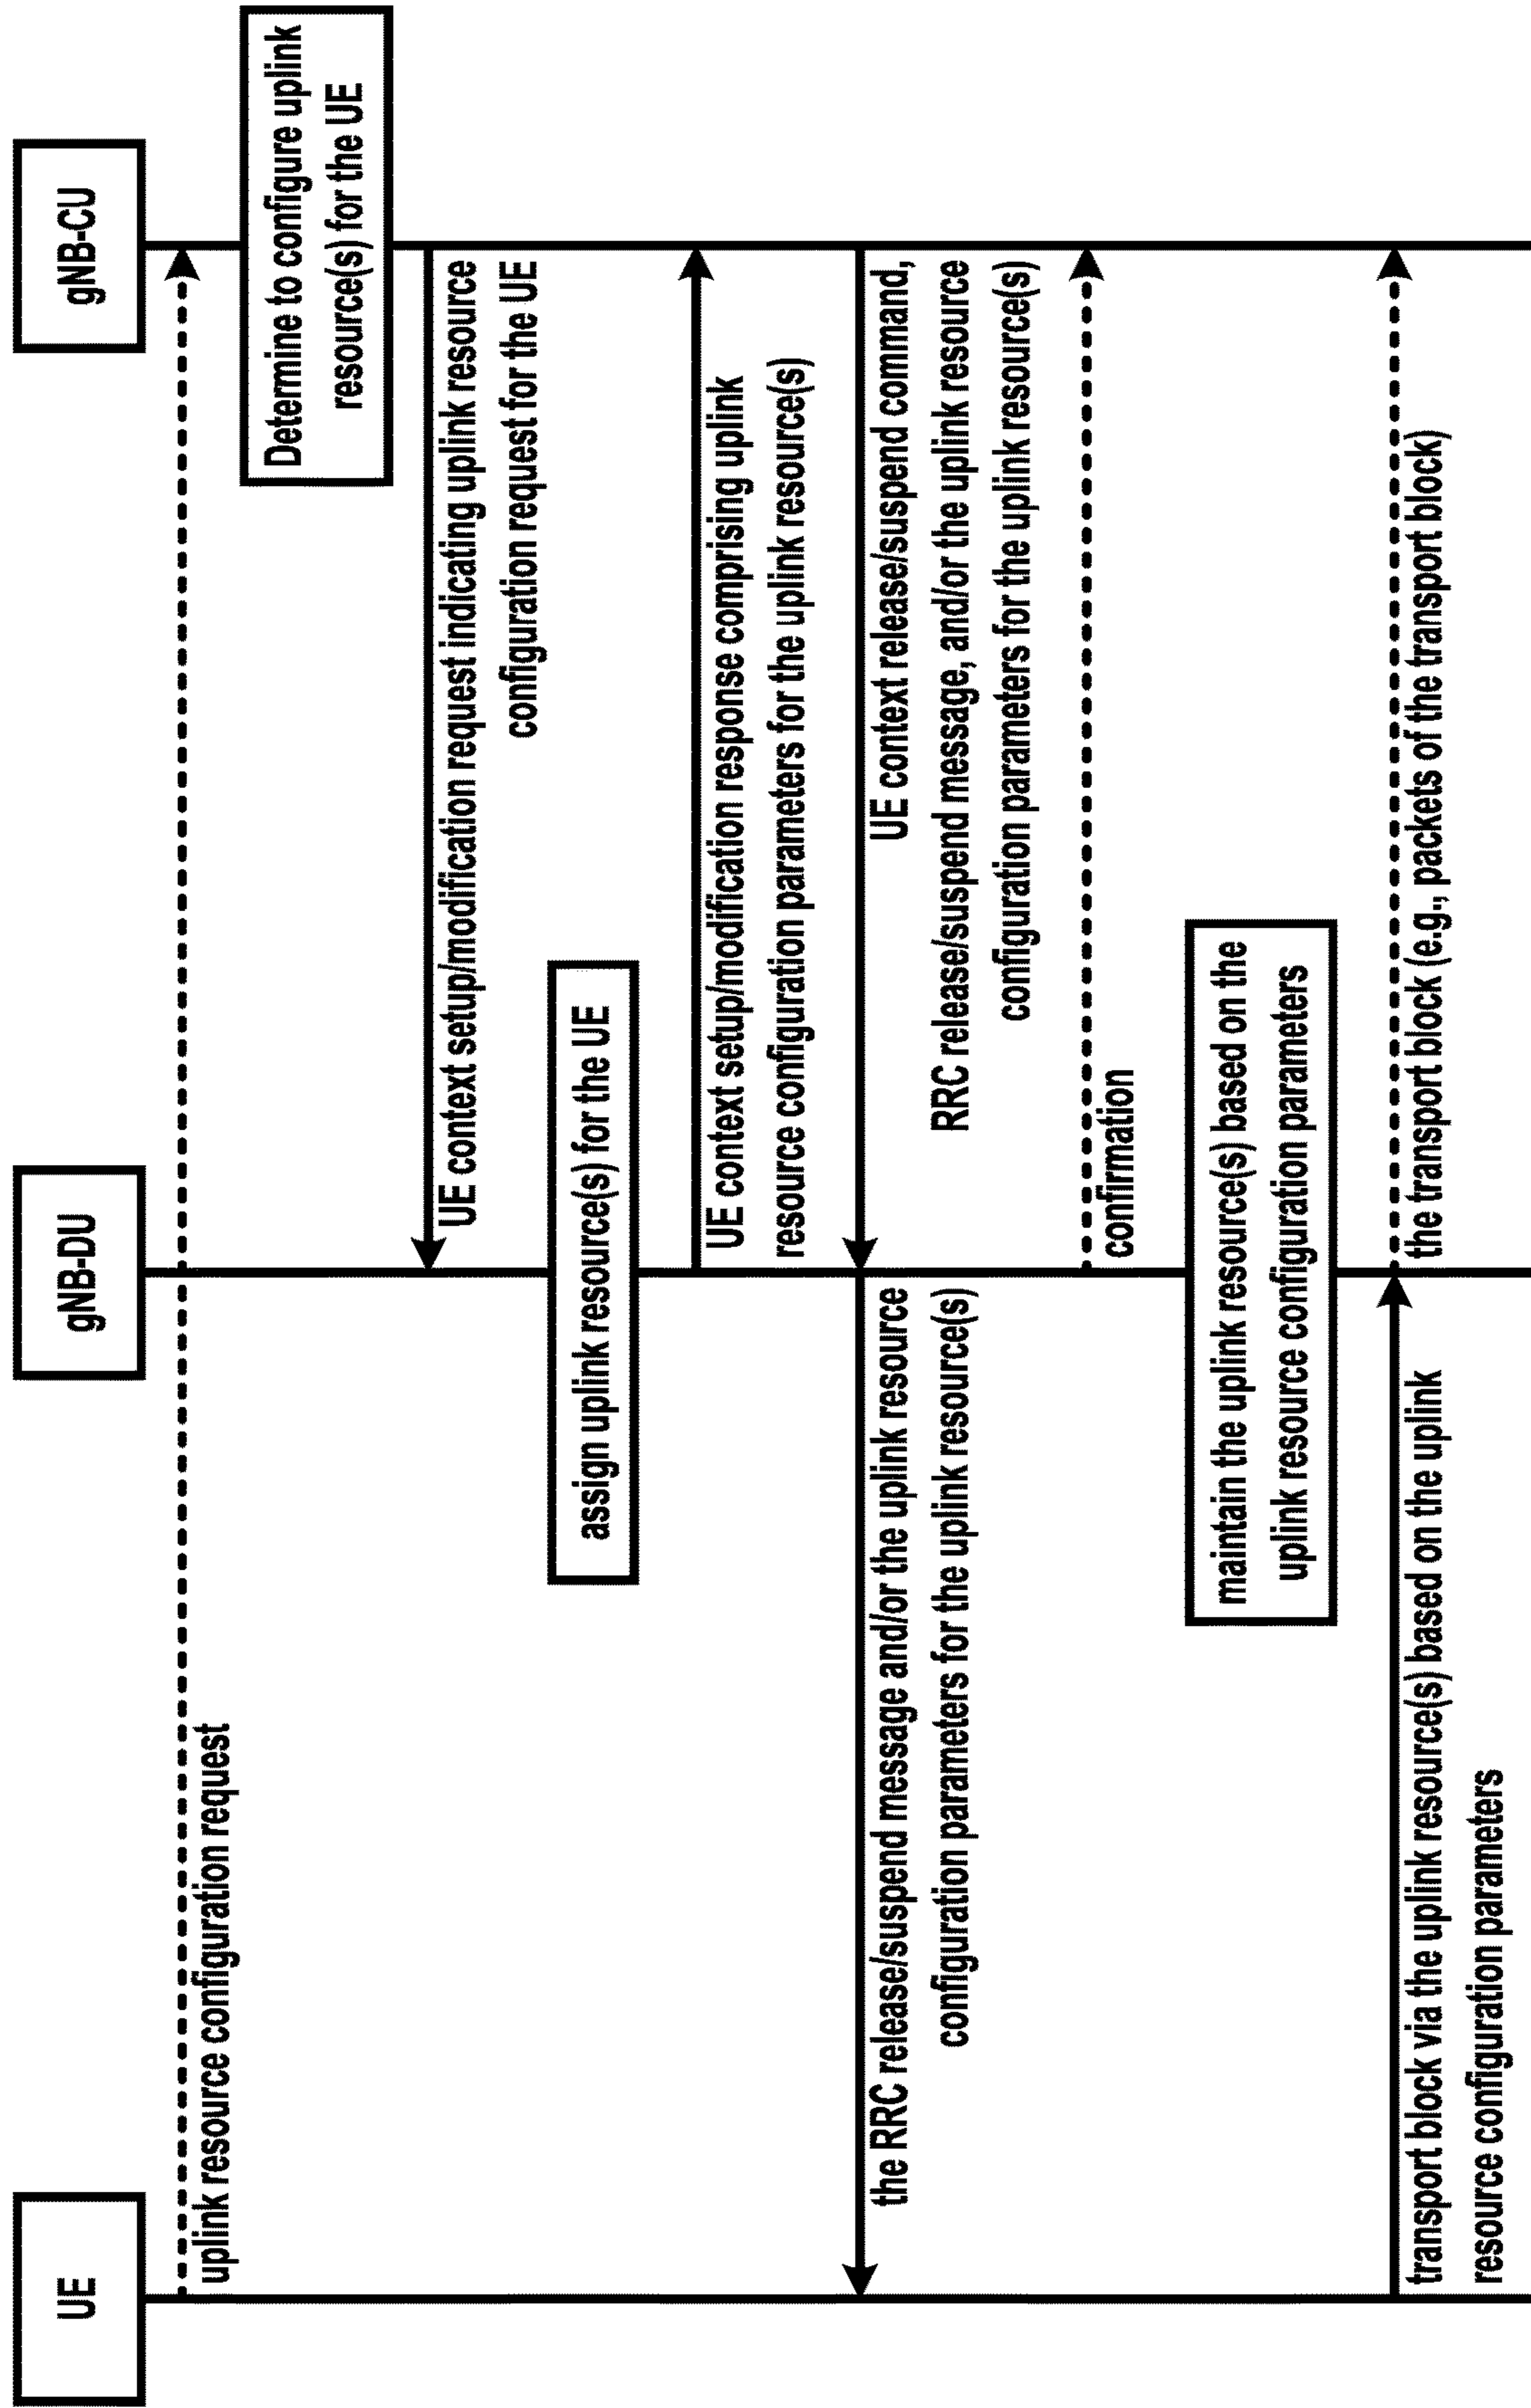 UE
gNB-DU
gNB-CU
uplink resource configuration request
Determine to configure uplink
resource(s) for the UE
UE context setup/modification request indicating uplink resource
configuration request for the UE
assign uplink resource(s) for the UE
UE context setup/modification response comprising uplink
resource configuration parameters for the uplink resource(s)
UE context release/suspend command,
RRC release/suspend message, and/or the uplink resource
configuration parameters for the uplink resource(s)
the RRC release/suspend message and/or the uplink resource
configuration parameters for the uplink resource(s)
confirmation
maintain the uplink resource(s) based on the
uplink resource configuration parameters
transport block via the uplink resource(s) based on the uplink
resource configuration parameters
the transport block (e.g., packets of the transport block)